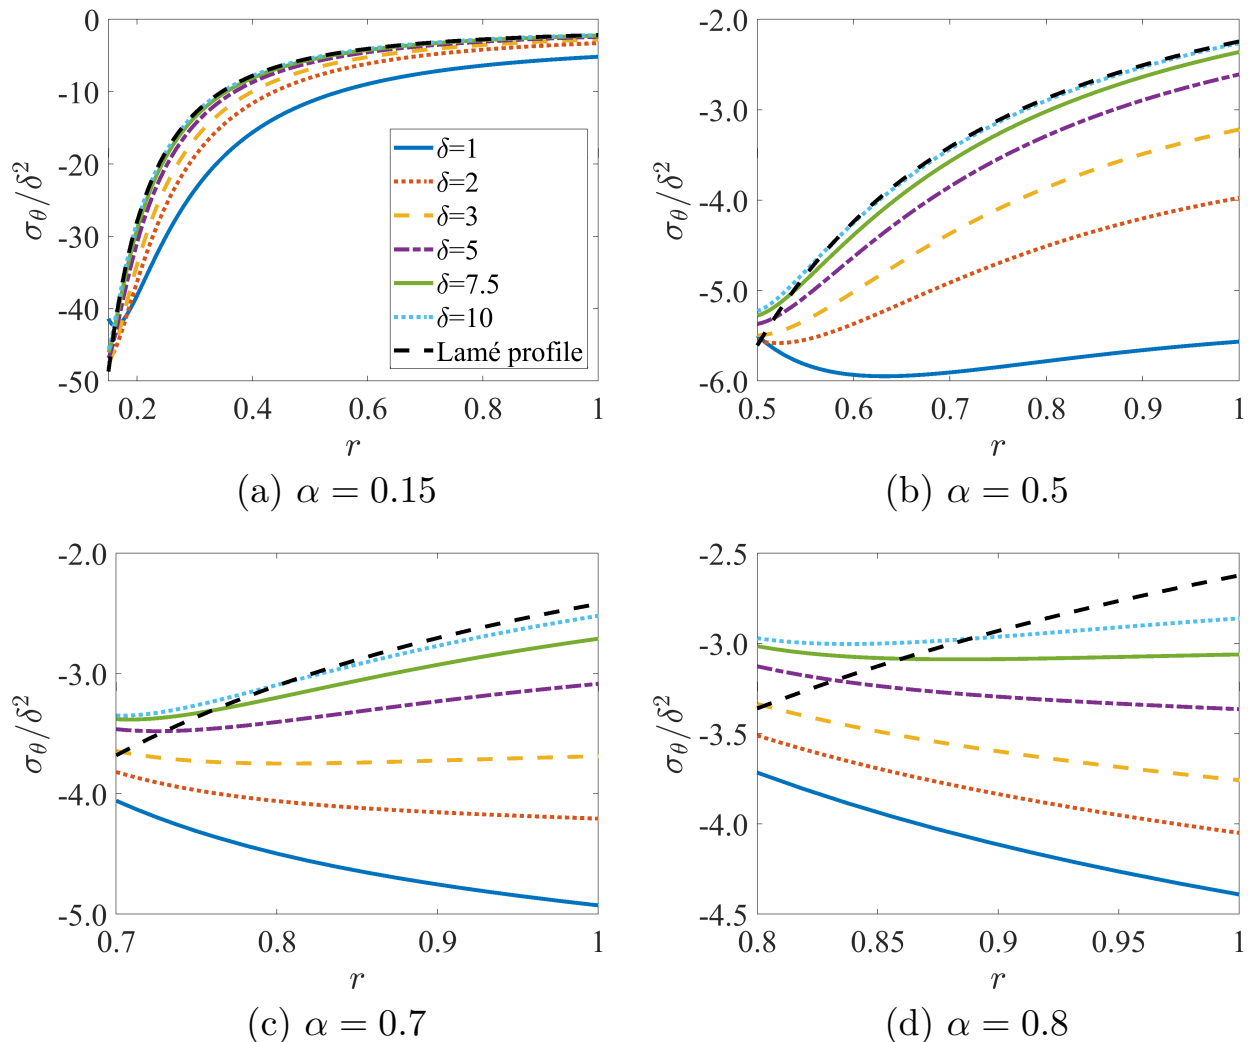 0
-10
-20
-30
-40
-50
σθ/δ²
0.2 0.4 0.6 0.8 1
r
δ=1
δ=2
δ=3
δ=5
δ=7.5
δ=10
Lamé profile
(a) α = 0.15
-2.0
-3.0
-4.0
-5.0
-6.0
σθ/δ²
0.5 0.6 0.7 0.8 0.9 1
r
(b) α = 0.5
-2.0
-3.0
-4.0
-5.0
σθ/δ²
0.7 0.8 0.9 1
r
(c) α = 0.7
-2.5
-3.0
-3.5
-4.0
-4.5
σθ/δ²
0.8 0.85 0.9 0.95 1
r
(d) α = 0.8